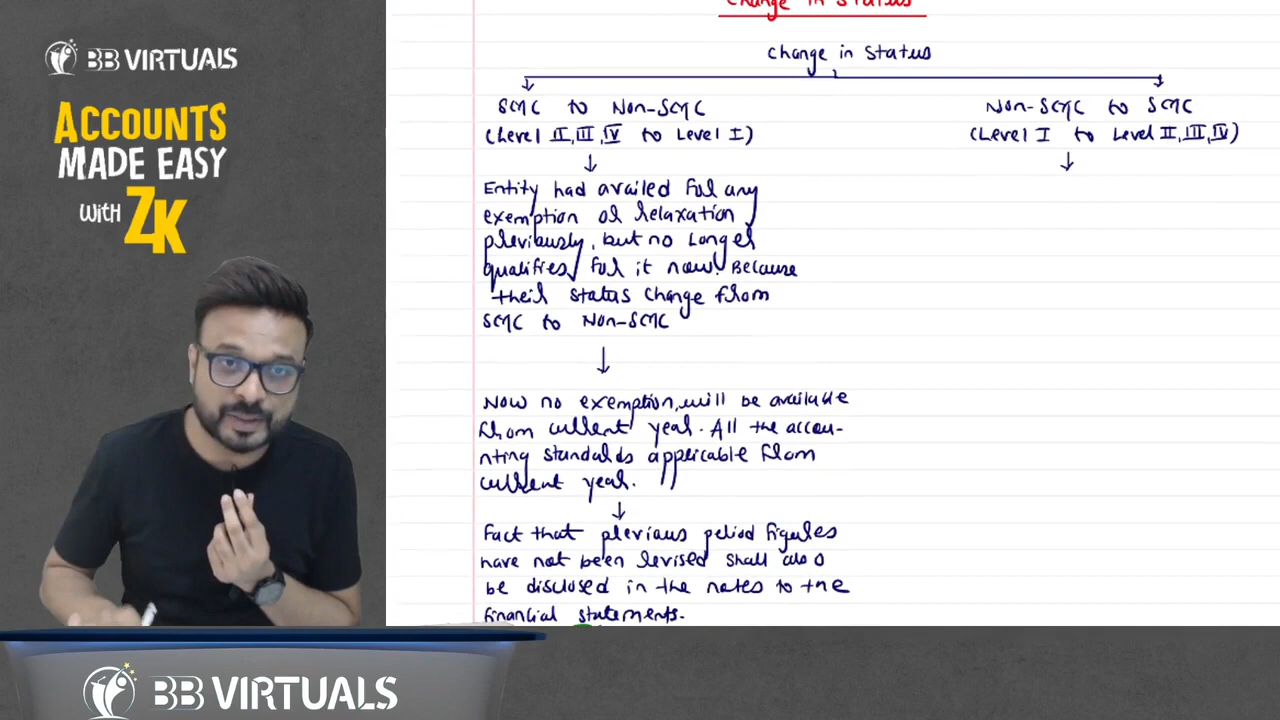 BB VIRTUALS
ACCOUNTS
MADE EASY
WITH ZK
Change in Status
Change in Status
SMC to Non-SMC
(Level II, III, IV to Level I)
Entity had availed for any
exemption or relaxation
previously, but no longer
qualifies for it now. Because
their status change from
SMC to Non-SMC
Now no exemption will be available
from current year. All the accou-
nting standards applicable from
current year.
Fact that previous period figures
have not been revised shall also
be disclosed in the notes to the
financial statements.
Non-SMC to SMC
(Level I to Level II, III, IV)
BB VIRTUALS